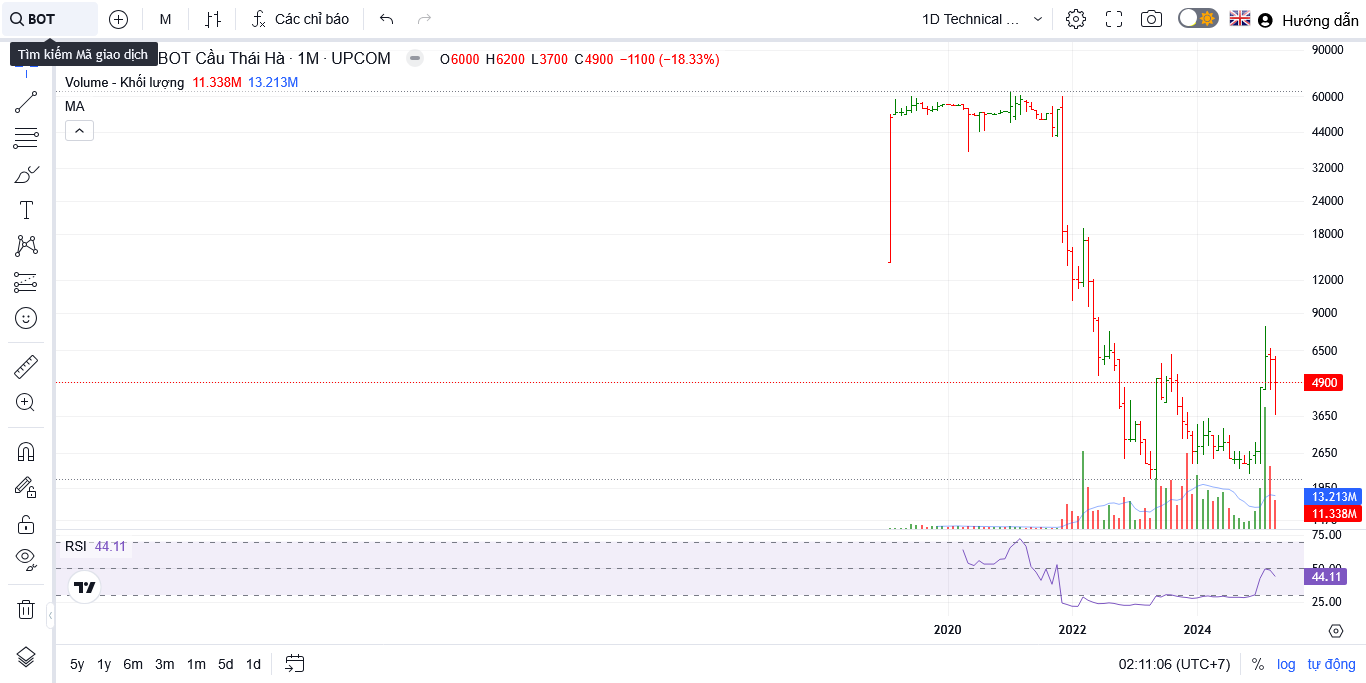 BOT
M
Các chỉ báo
1D Technical ...
Hướng dẫn
Tìm kiếm Mã giao dịch
BOT Cầu Thái Hà · 1M · UPCOM
O6000 H6200 L3700 C4900 −1100 (−18.33%)
Volume - Khối lượng 11.338M 13.213M
MA
90000
60000
44000
32000
24000
18000
12000
9000
6500
4900
3650
2650
1950
13.213M
11.338M
75.00
RSI 44.11
50.00
44.11
25.00
2020 2022 2024
5y 1y 6m 3m 1m 5d 1d
02:11:06 (UTC+7) % log tự động